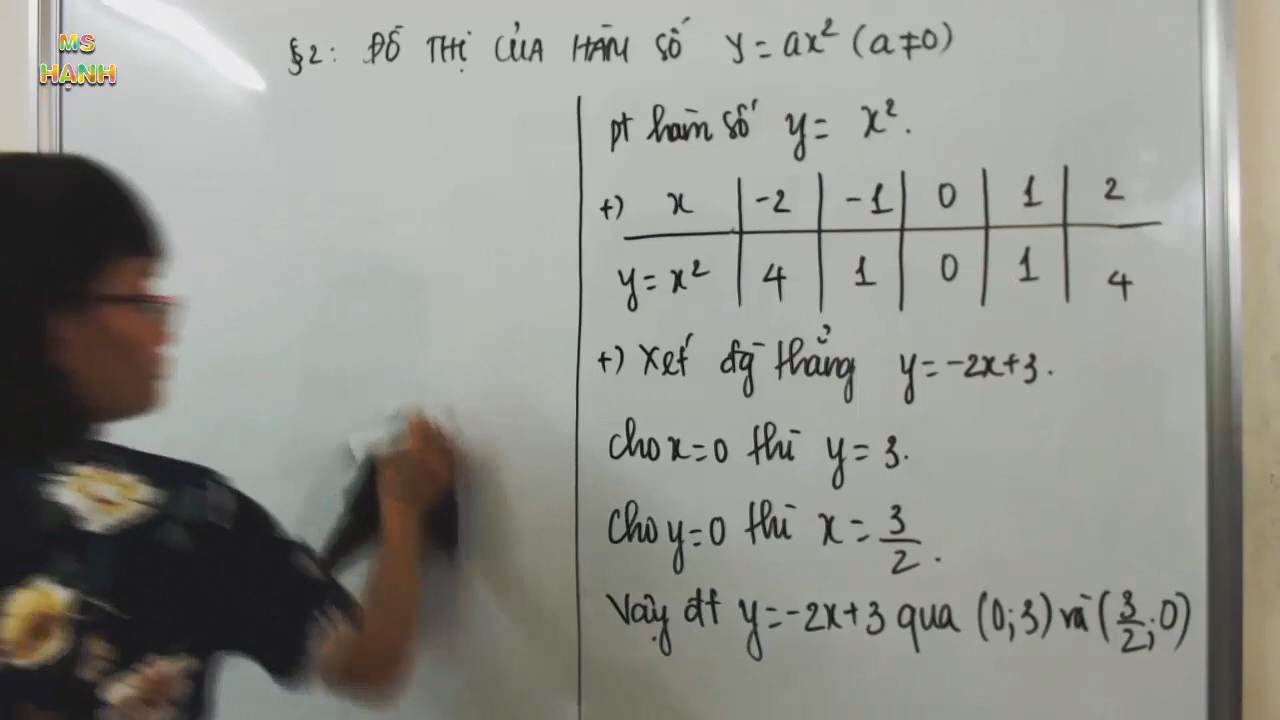 MS
HẠNH
§2: ĐỒ THỊ CỦA HÀM SỐ y = ax² (a≠0)
pt hàm số y = x².
+) x -2 -1 0 1 2
y = x² 4 1 0 1 4
+) Xét đg thẳng y = -2x+3.
Cho x=0 thì y = 3.
Cho y=0 thì x = 3/2.
Vậy đt y=-2x+3 qua (0;3) và (3/2;0)